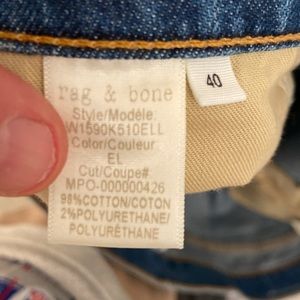 rag & bone
Style/Modèle:
W1590K510ELL
Color/Couleur:
EL
Cut/Coupe#
MPO-000000426
98%COTTON/COTON
2%POLYURETHANE/
POLYURÉTHANE
40